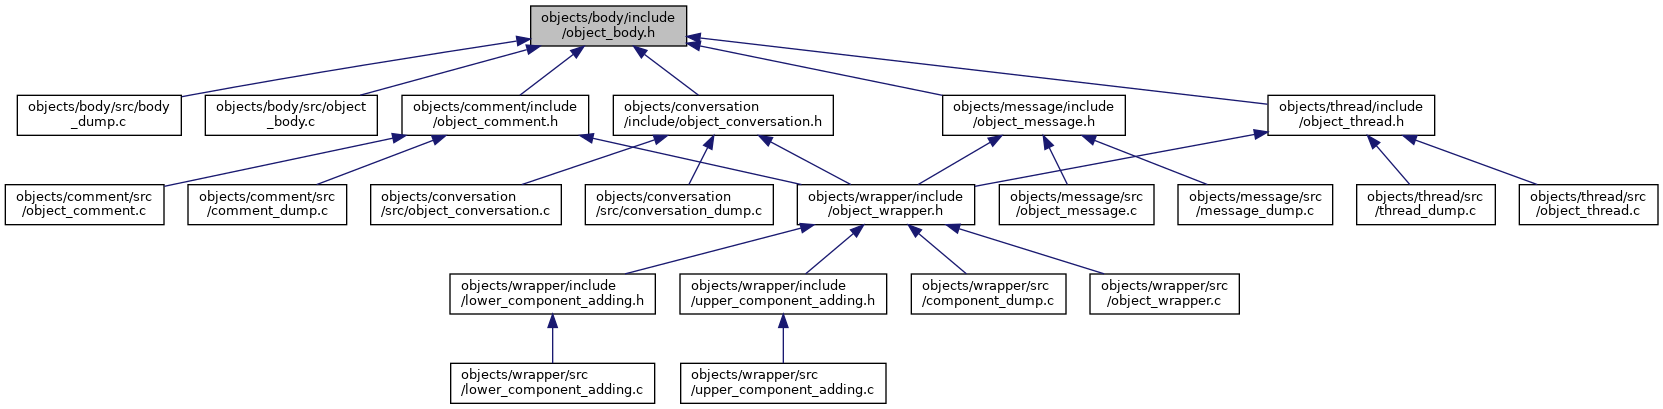 objects/body/include
/object_body.h
objects/body/src/body
_dump.c
objects/body/src/object
_body.c
objects/comment/include
/object_comment.h
objects/conversation
/include/object_conversation.h
objects/message/include
/object_message.h
objects/thread/include
/object_thread.h
objects/comment/src
/object_comment.c
objects/comment/src
/comment_dump.c
objects/conversation
/src/object_conversation.c
objects/conversation
/src/conversation_dump.c
objects/wrapper/include
/object_wrapper.h
objects/message/src
/object_message.c
objects/message/src
/message_dump.c
objects/thread/src
/thread_dump.c
objects/thread/src
/object_thread.c
objects/wrapper/include
/lower_component_adding.h
objects/wrapper/include
/upper_component_adding.h
objects/wrapper/src
/component_dump.c
objects/wrapper/src
/object_wrapper.c
objects/wrapper/src
/lower_component_adding.c
objects/wrapper/src
/upper_component_adding.c